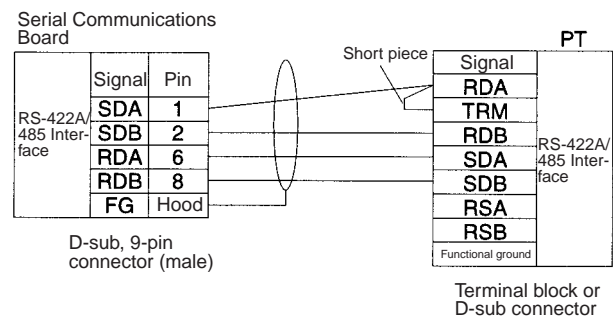 Serial Communications
Board
Signal Pin
RS-422A/
485 Inter-
face
SDA 1
SDB 2
RDA 6
RDB 8
FG Hood
D-sub, 9-pin
connector (male)
Short piece
PT
Signal
RDA
TRM
RDB
SDA
SDB
RSA
RSB
Functional ground
RS-422A/
485 Inter-
face
Terminal block or
D-sub connector